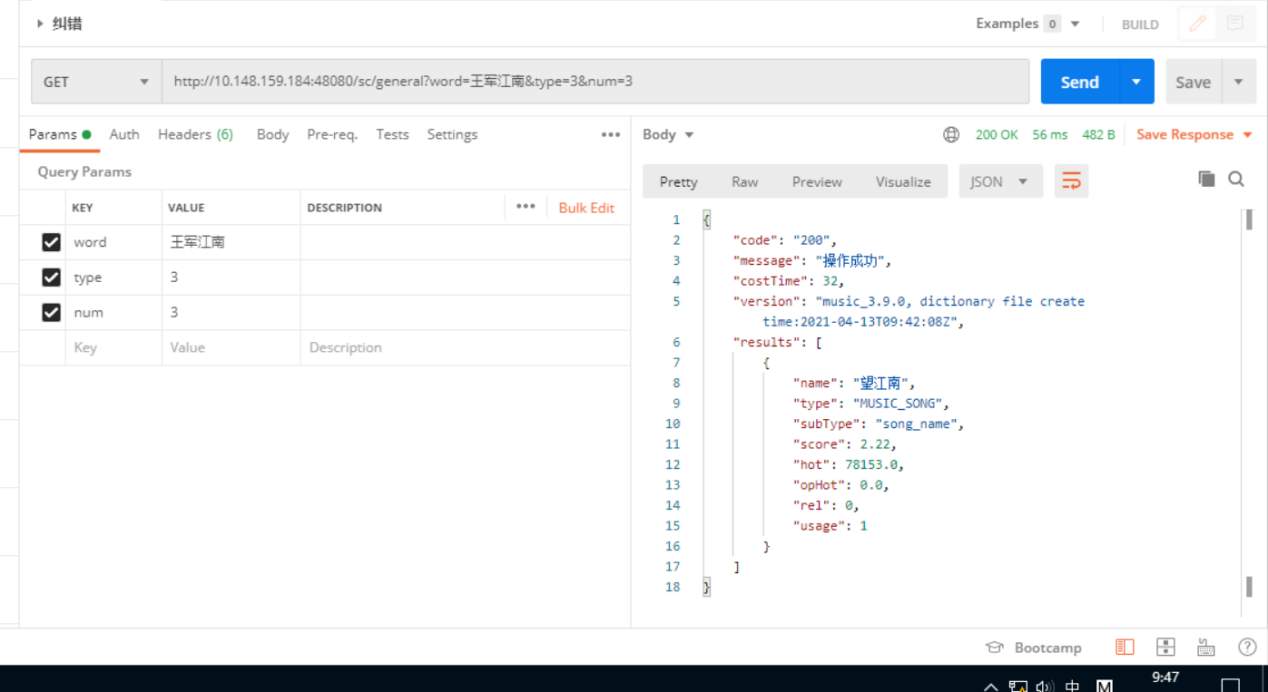 纠错
Examples 0
BUILD
GET
http://10.148.159.184:48080/sc/general?word=王军江南&type=3&num=3
Send
Save
Params
Auth
Headers (6)
Body
Pre-req.
Tests
Settings
•••
Query Params
KEY
VALUE
DESCRIPTION
•••
Bulk Edit
word
王军江南
type
3
num
3
Key
Value
Description
Body
200 OK
56 ms
482 B
Save Response
Pretty
Raw
Preview
Visualize
JSON
1 {
2 "code": "200",
3 "message": "操作成功",
4 "costTime": 32,
5 "version": "music_3.9.0, dictionary file create
time:2021-04-13T09:42:08Z",
6 "results": [
7 {
8 "name": "望江南",
9 "type": "MUSIC_SONG",
10 "subType": "song_name",
11 "score": 2.22,
12 "hot": 78153.0,
13 "opHot": 0.0,
14 "rel": 0,
15 "usage": 1
16 }
17 ]
18 }
Bootcamp
中
M
9:47